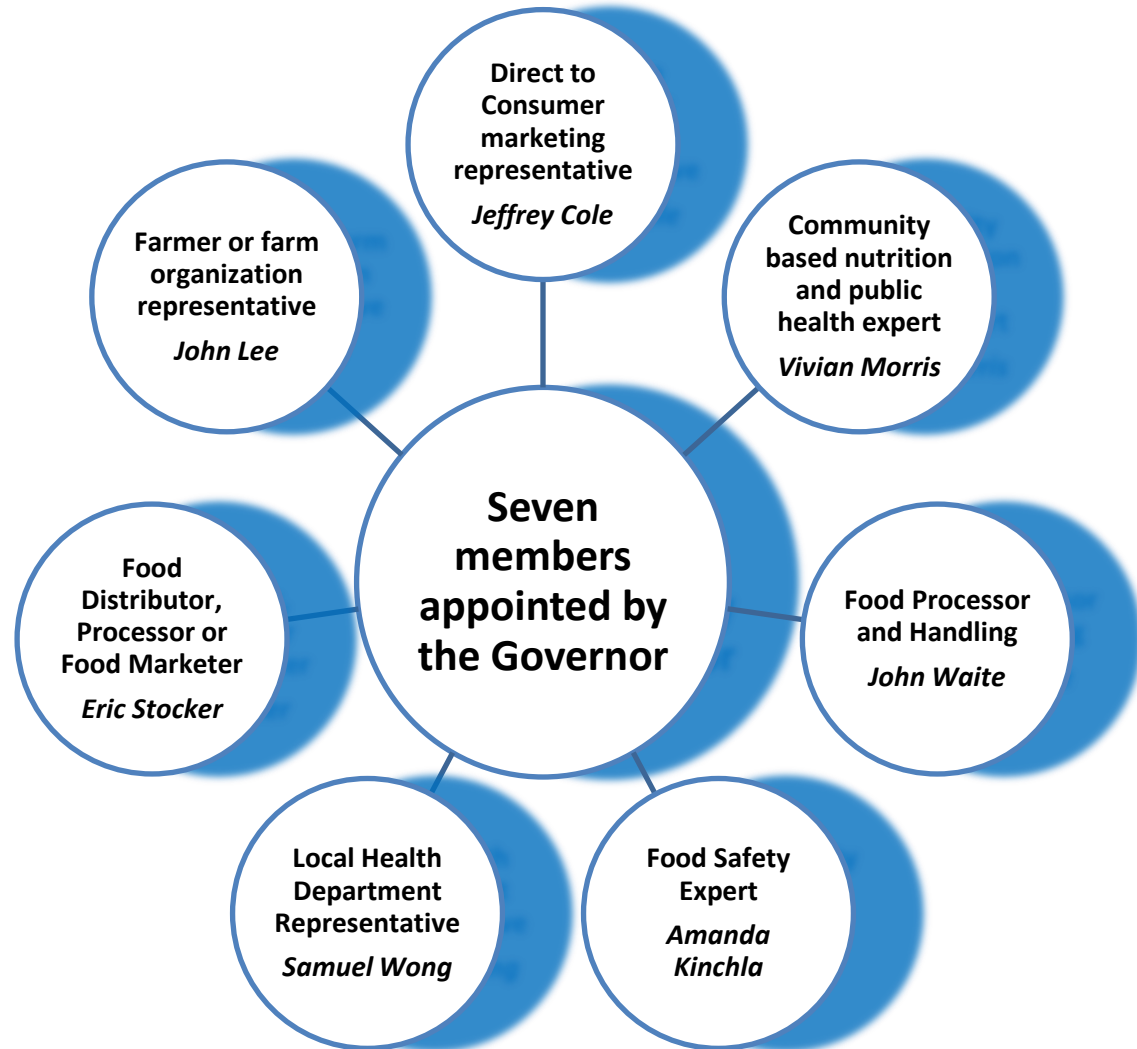 Direct to
Consumer
marketing
representative
Jeffrey Cole
Community
based nutrition
and public
health expert
Vivian Morris
Food Processor
and Handling
John Waite
Food Safety
Expert
Amanda
Kinchla
Local Health
Department
Representative
Samuel Wong
Food
Distributor,
Processor or
Food Marketer
Eric Stocker
Farmer or farm
organization
representative
John Lee
Seven
members
appointed by
the Governor